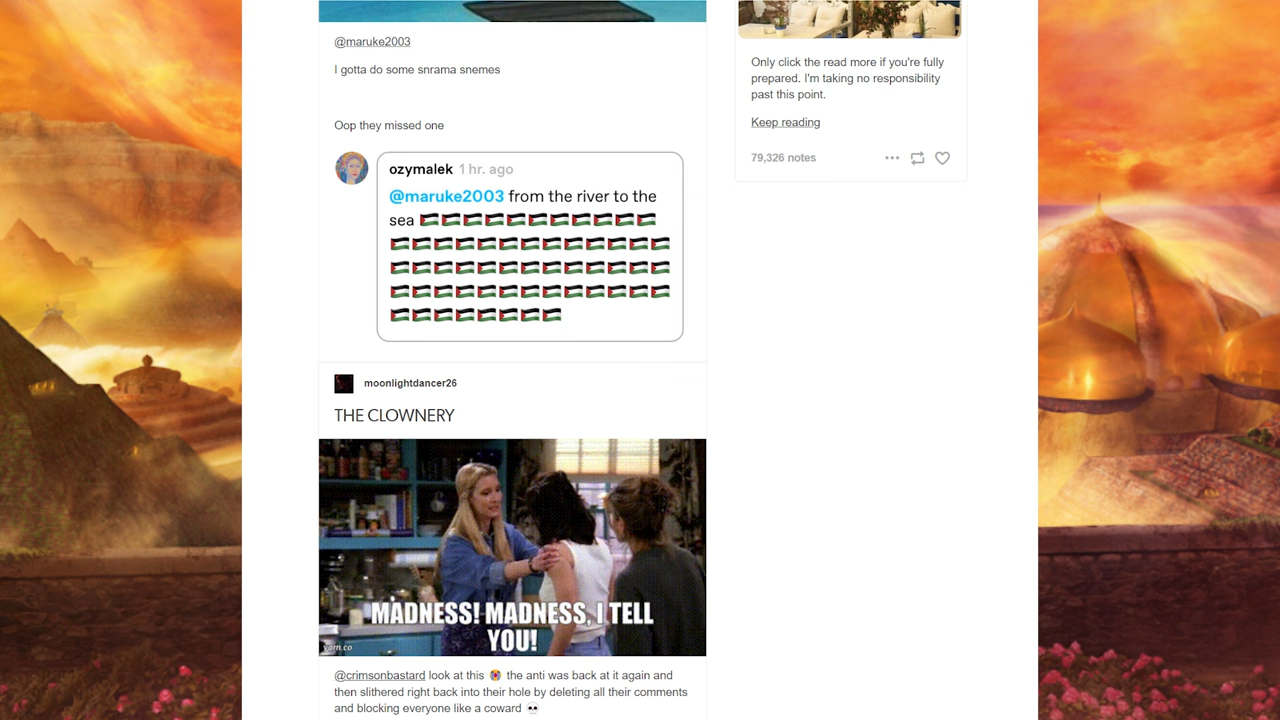 @maruke2003
I gotta do some snrama snemes
Oop they missed one
ozymalek 1 hr. ago
@maruke2003 from the river to the
sea 🇵🇸🇵🇸🇵🇸🇵🇸🇵🇸🇵🇸🇵🇸🇵🇸🇵🇸🇵🇸🇵🇸
🇵🇸🇵🇸🇵🇸🇵🇸🇵🇸🇵🇸🇵🇸🇵🇸🇵🇸🇵🇸🇵🇸🇵🇸🇵🇸
🇵🇸🇵🇸🇵🇸🇵🇸🇵🇸🇵🇸🇵🇸🇵🇸🇵🇸🇵🇸🇵🇸🇵🇸🇵🇸
🇵🇸🇵🇸🇵🇸🇵🇸🇵🇸🇵🇸🇵🇸🇵🇸🇵🇸🇵🇸🇵🇸🇵🇸🇵🇸
🇵🇸🇵🇸🇵🇸🇵🇸🇵🇸🇵🇸🇵🇸🇵🇸
moonlightdancer26
THE CLOWNERY
MADNESS! MADNESS, I TELL
YOU!
yarn.co
@crimsonbastard look at this 😭 the anti was back at it again and
then slithered right back into their hole by deleting all their comments
and blocking everyone like a coward 💀
Only click the read more if you're fully
prepared. I'm taking no responsibility
past this point.
Keep reading
79,326 notes